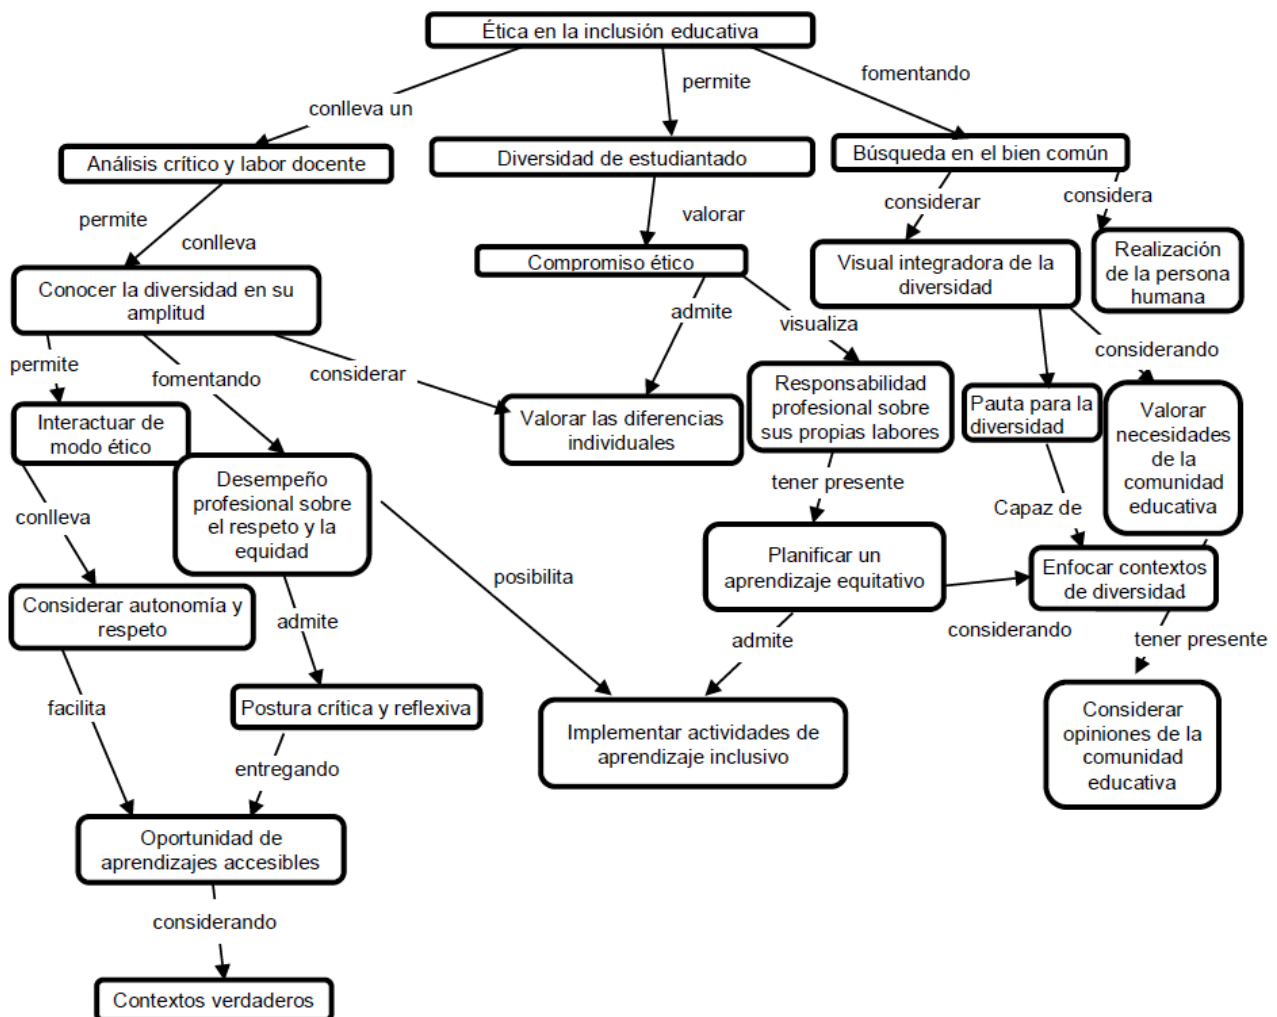 Ética en la inclusión educativa
conlleva un
permite
fomentando
Análisis crítico y labor docente
Diversidad de estudiantado
Búsqueda en el bien común
permite
conlleva
valorar
considerar
considera
Conocer la diversidad en su
amplitud
Compromiso ético
Visual integradora de la
diversidad
Realización
de la persona
humana
permite
fomentando
considerar
admite
visualiza
considerando
Interactuar de
modo ético
Valorar las diferencias
individuales
Responsabilidad
profesional sobre
sus propias labores
Pauta para la
diversidad
Valorar
necesidades
de la
comunidad
educativa
Desempeño
profesional sobre
el respeto y la
equidad
conlleva
tener presente
Capaz de
Considerar autonomía y
respeto
admite
posibilita
Planificar un
aprendizaje equitativo
considerando
Enfocar contextos
de diversidad
facilita
Postura crítica y reflexiva
admite
tener presente
entregando
Implementar actividades de
aprendizaje inclusivo
Considerar
opiniones de la
comunidad
educativa
Oportunidad de
aprendizajes accesibles
considerando
Contextos verdaderos